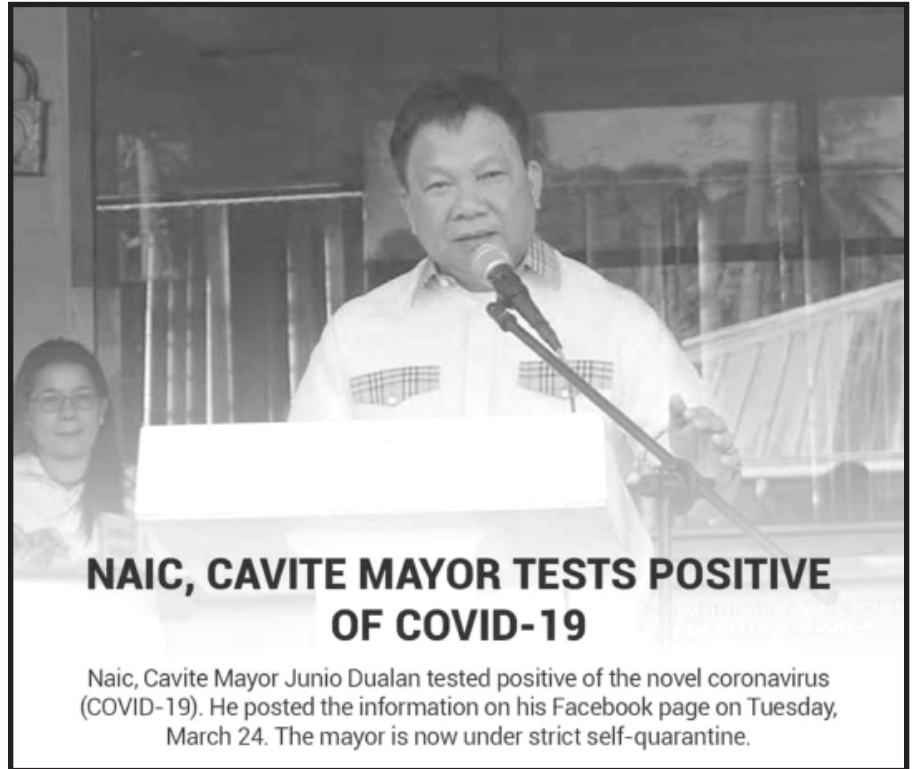 NAIC, CAVITE MAYOR TESTS POSITIVE
OF COVID-19
Naic, Cavite Mayor Junio Dualan tested positive of the novel coronavirus
(COVID-19). He posted the information on his Facebook page on Tuesday,
March 24. The mayor is now under strict self-quarantine.